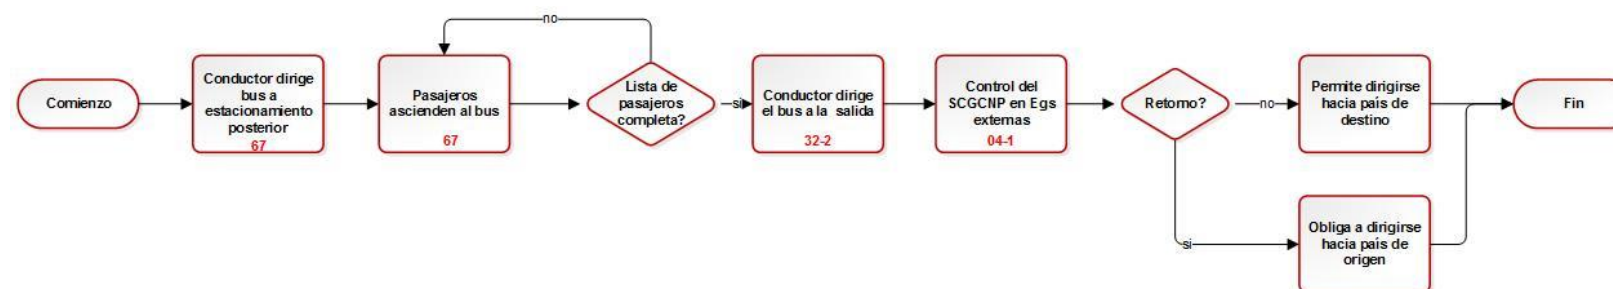 no
Comienzo
Conductor dirige
bus a
estacionamiento
posterior
67
Pasajeros
ascienden al bus
67
Lista de
pasajeros
completa?
si
Conductor dirige
el bus a la salida
32-2
Control del
SCGCNP en Egs
externas
04-1
Retorno?
no
Permite dirigirse
hacia país de
destino
Fin
si
Obliga a dirigirse
hacia país de
origen